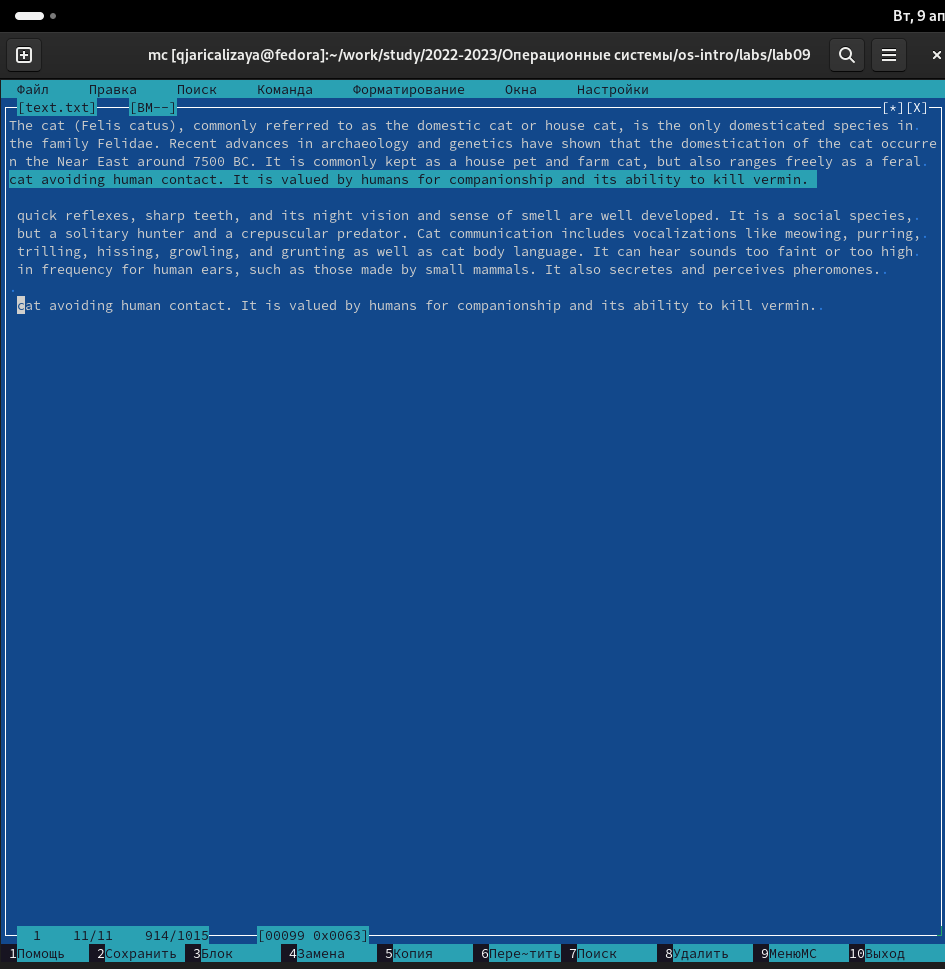 Вт, 9 ап
mc [qjaricalizaya@fedora]:~/work/study/2022-2023/Операционные системы/os-intro/labs/lab09
Файл Правка Поиск Команда Форматирование Окна Настройки
[text.txt] [BM--] [*][X]
The cat (Felis catus), commonly referred to as the domestic cat or house cat, is the only domesticated species in.
the family Felidae. Recent advances in archaeology and genetics have shown that the domestication of the cat occurre
n the Near East around 7500 BC. It is commonly kept as a house pet and farm cat, but also ranges freely as a feral.
cat avoiding human contact. It is valued by humans for companionship and its ability to kill vermin.
quick reflexes, sharp teeth, and its night vision and sense of smell are well developed. It is a social species,.
but a solitary hunter and a crepuscular predator. Cat communication includes vocalizations like meowing, purring,.
trilling, hissing, growling, and grunting as well as cat body language. It can hear sounds too faint or too high.
in frequency for human ears, such as those made by small mammals. It also secretes and perceives pheromones..
.
cat avoiding human contact. It is valued by humans for companionship and its ability to kill vermin..
1 11/11 914/1015 [00099 0x0063]
1Помощь 2Сохранить 3Блок 4Замена 5Копия 6Пере~тить 7Поиск 8Удалить 9МенюMC 10Выход